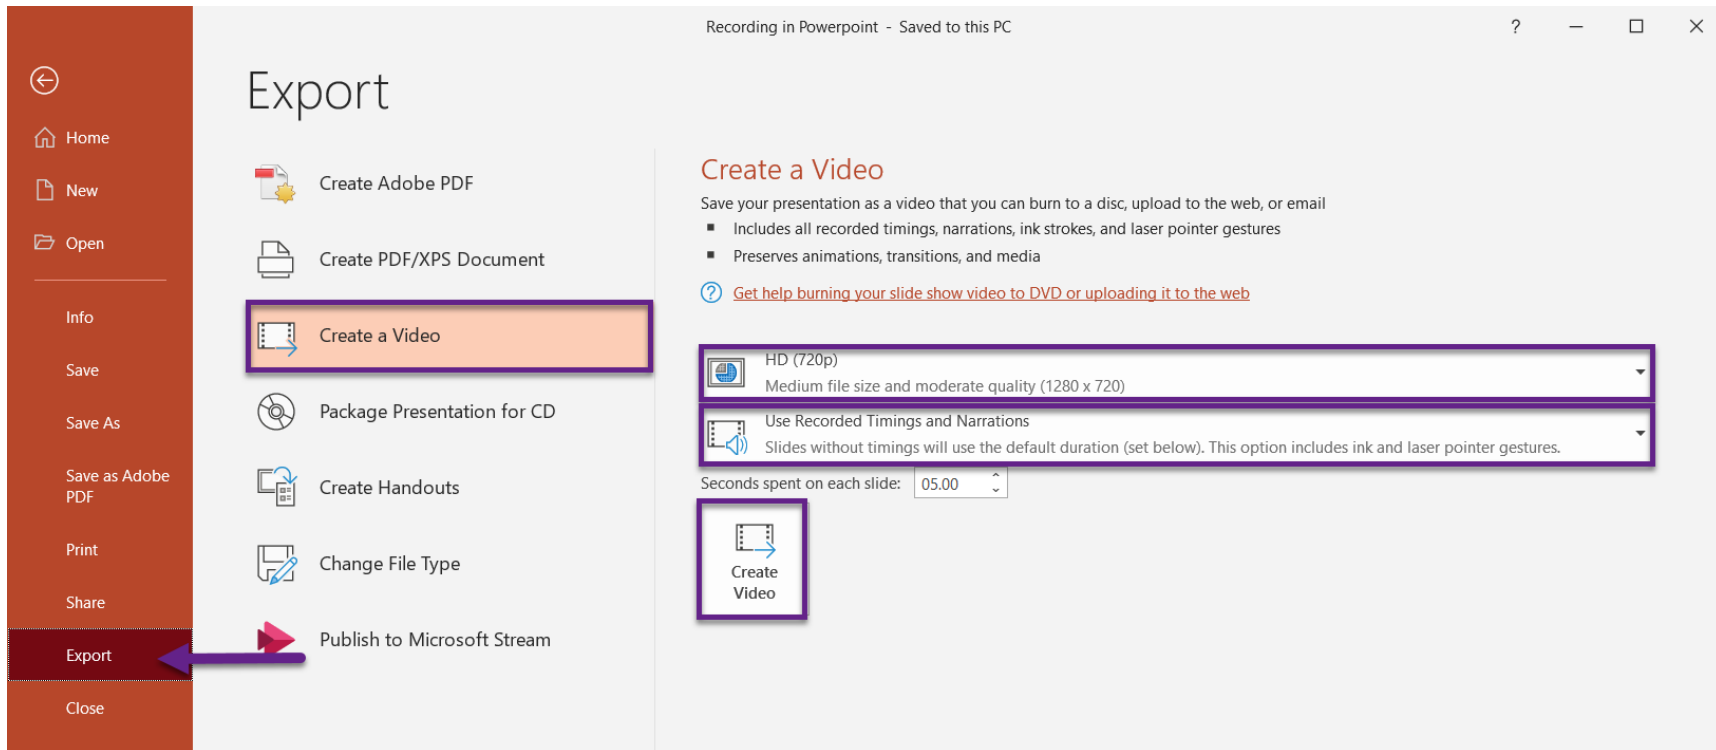 Recording in Powerpoint - Saved to this PC
?
Export
Home
New
Open
Info
Save
Save As
Save as Adobe
PDF
Print
Share
Export
Close
Create Adobe PDF
Create PDF/XPS Document
Create a Video
Package Presentation for CD
Create Handouts
Change File Type
Publish to Microsoft Stream
Create a Video
Save your presentation as a video that you can burn to a disc, upload to the web, or email
Includes all recorded timings, narrations, ink strokes, and laser pointer gestures
Preserves animations, transitions, and media
? Get help burning your slide show video to DVD or uploading it to the web
HD (720p)
Medium file size and moderate quality (1280 x 720)
Use Recorded Timings and Narrations
Slides without timings will use the default duration (set below). This option includes ink and laser pointer gestures.
Seconds spent on each slide: 05.00
Create
Video